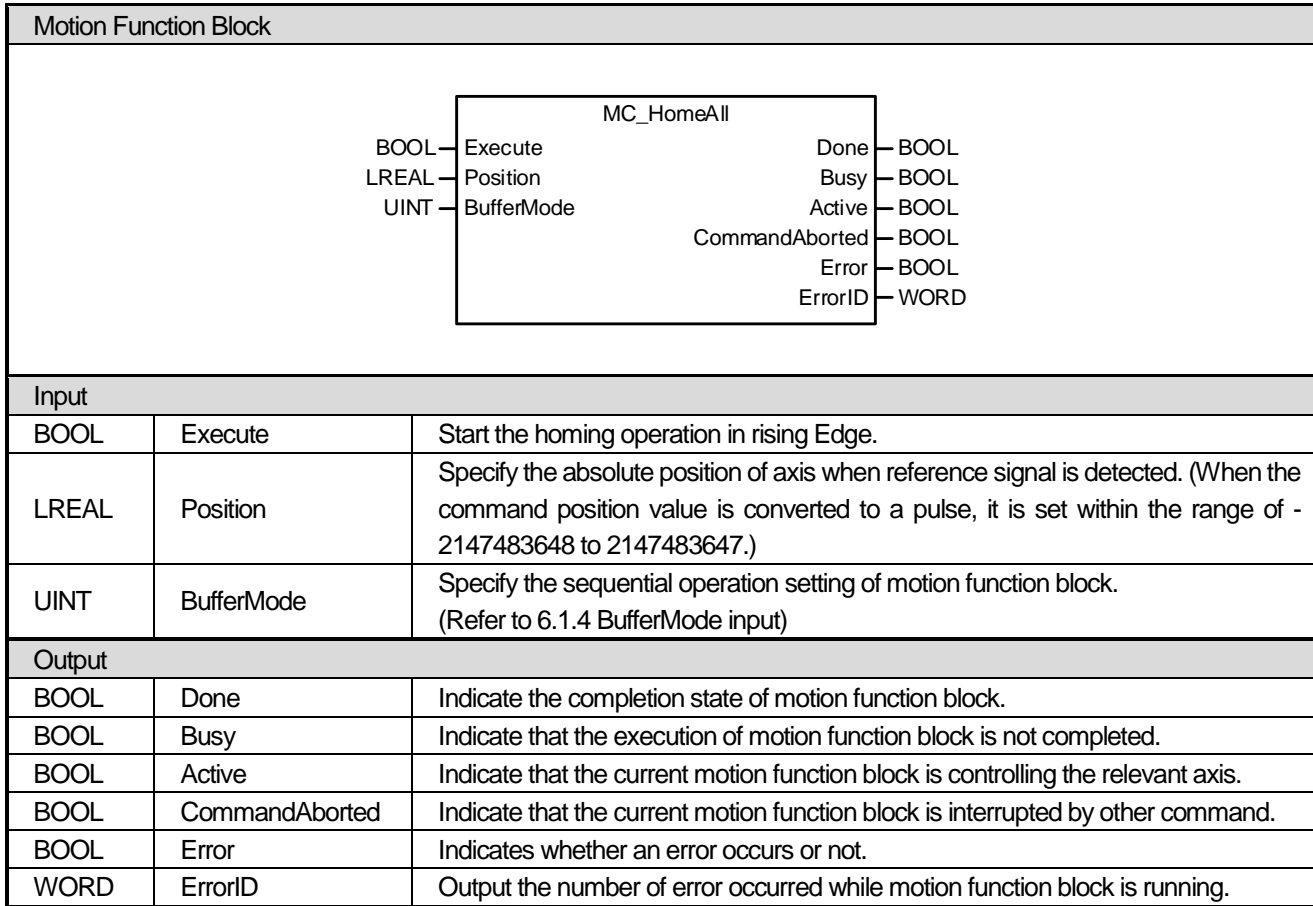 Motion Function Block
MC_HomeAll
BOOL Execute Done BOOL
LREAL Position Busy BOOL
UINT BufferMode Active BOOL
CommandAborted BOOL
Error BOOL
ErrorID WORD
Input
BOOL Execute Start the homing operation in rising Edge.
LREAL Position Specify the absolute position of axis when reference signal is detected. (When the
command position value is converted to a pulse, it is set within the range of -
2147483648 to 2147483647.)
UINT BufferMode Specify the sequential operation setting of motion function block.
(Refer to 6.1.4 BufferMode input)
Output
BOOL Done Indicate the completion state of motion function block.
BOOL Busy Indicate that the execution of motion function block is not completed.
BOOL Active Indicate that the current motion function block is controlling the relevant axis.
BOOL CommandAborted Indicate that the current motion function block is interrupted by other command.
BOOL Error Indicates whether an error occurs or not.
WORD ErrorID Output the number of error occurred while motion function block is running.